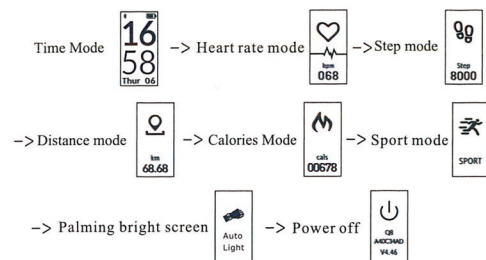 Time Mode
16
58
Thur 06
-> Heart rate mode
bpm
068
-> Step mode
Step
8000
-> Distance mode
km
68.68
-> Calories Mode
cals
00678
-> Sport mode
SPORT
-> Palming bright screen
Auto
Light
-> Power off
Q8
A40C34AD
V4.46